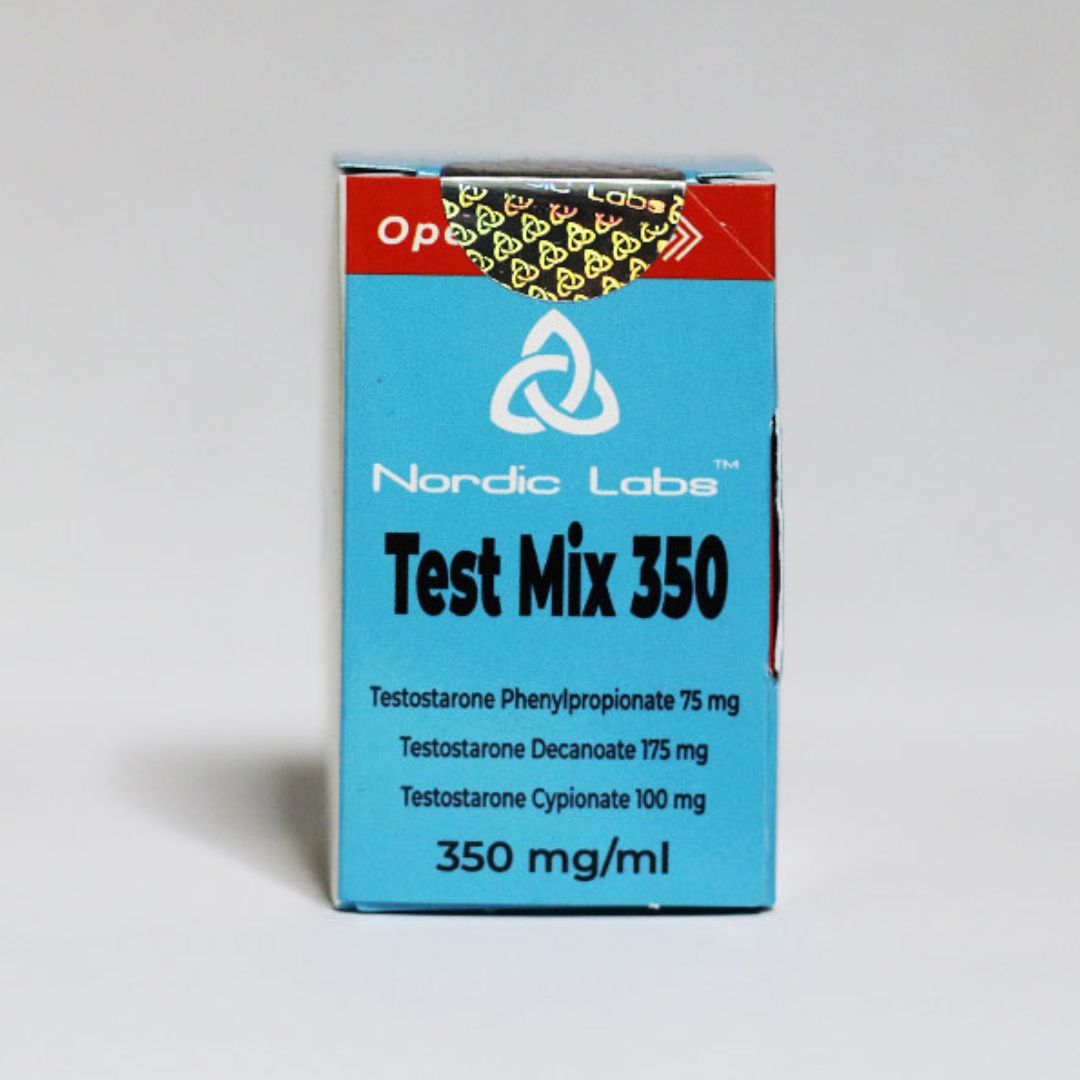 Labs
Ope
Nordic Labs™
Test Mix 350
Testostarone Phenylpropionate 75 mg
Testostarone Decanoate 175 mg
Testostarone Cypionate 100 mg
350 mg/ml